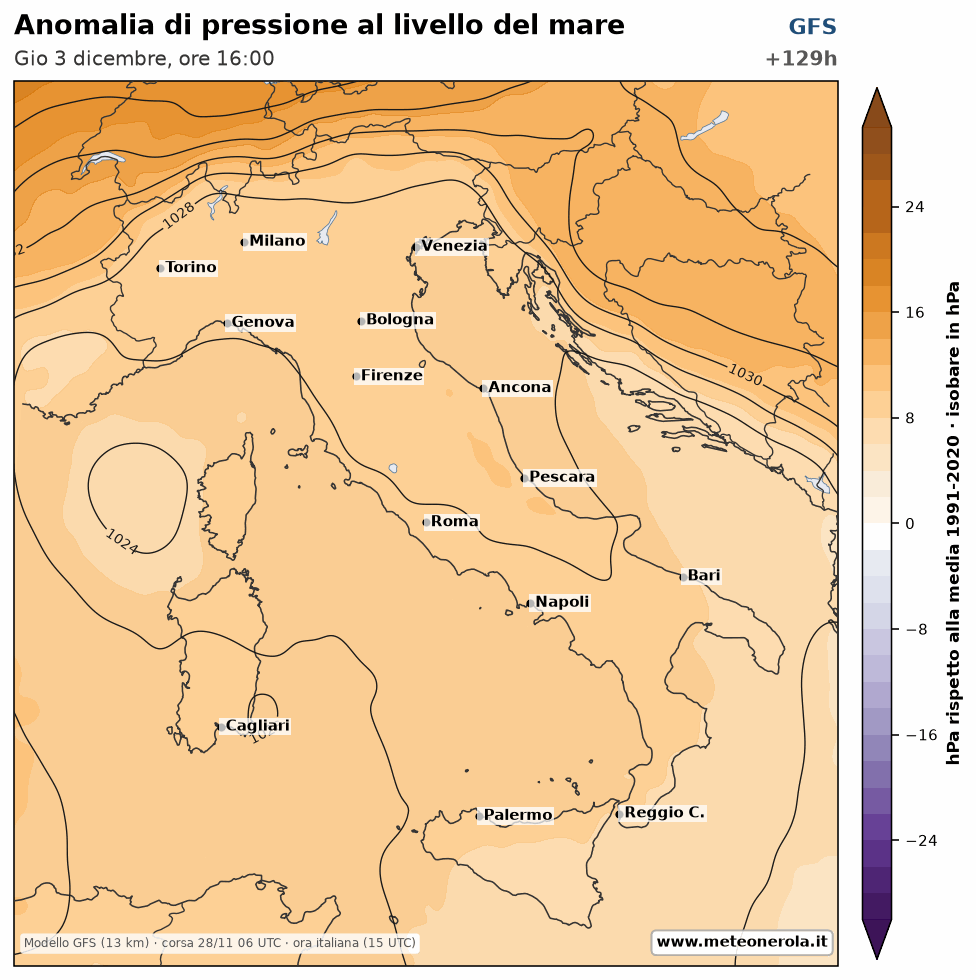 Anomalia di pressione al livello del mare
GFS
Gio 3 dicembre, ore 16:00
+129h
1028
Milano
Venezia
Torino
Genova
Bologna
Firenze
Ancona
1030
Pescara
1024
Roma
Bari
Napoli
Cagliari
Palermo
Reggio C.
Modello GFS (13 km) · corsa 28/11 06 UTC · ora italiana (15 UTC)
www.meteonerola.it
24
16
8
0
−8
−16
−24
hPa rispetto alla media 1991-2020 · isobare in hPa